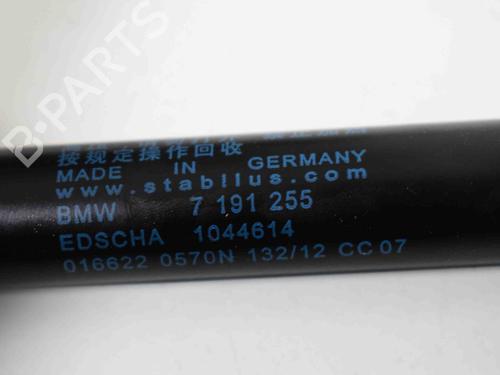 按规定操作回收
MADE IN GERMANY
www.stabilus.com
BMW 7 191 255
EDSCHA 1044614
016622 0570N 132/12 CC 07
B-Parts